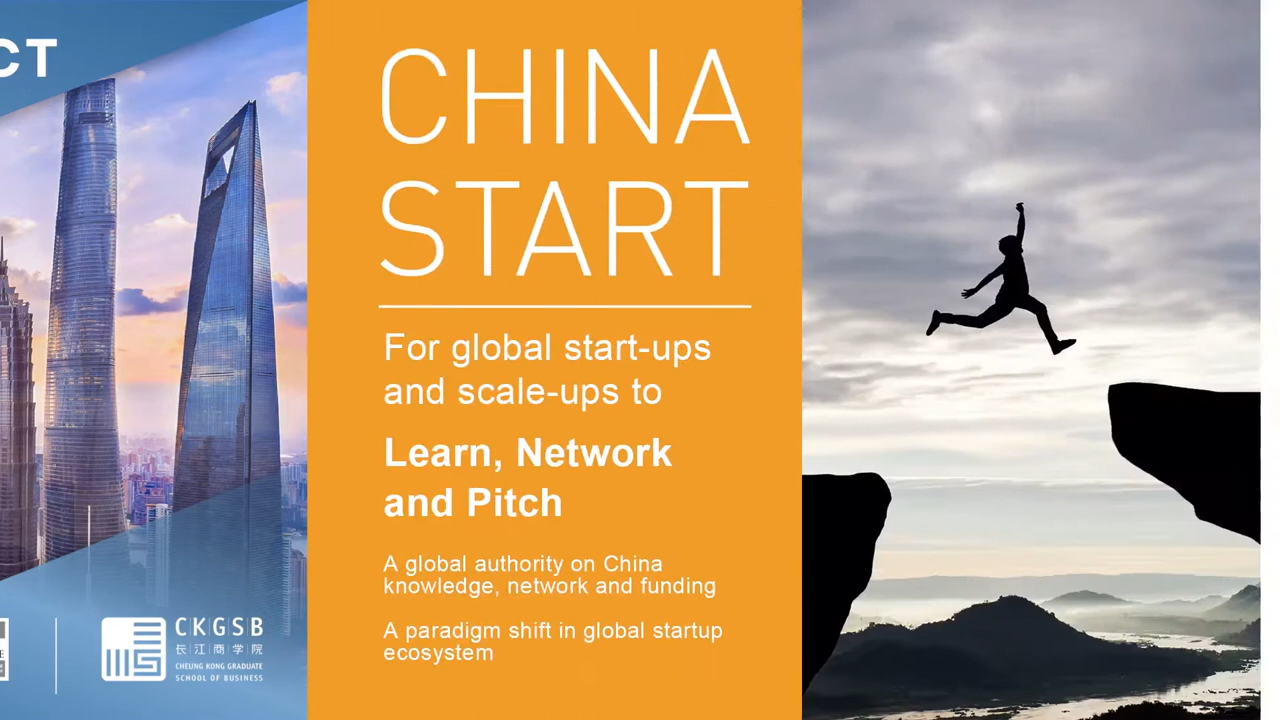 CT
CHINA
START
For global start-ups
and scale-ups to
Learn, Network
and Pitch
A global authority on China
knowledge, network and funding
A paradigm shift in global startup
ecosystem
CKGSB
长江商学院
CHEUNG KONG GRADUATE
SCHOOL OF BUSINESS